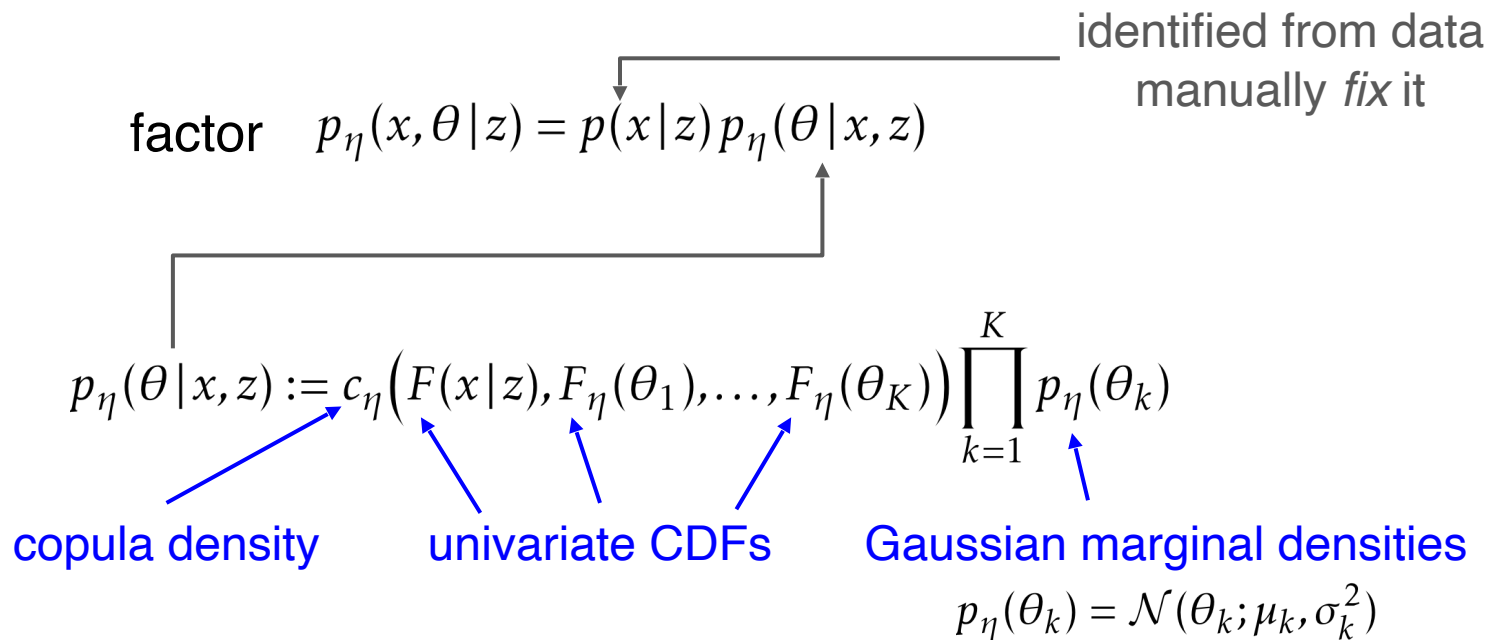 identified from data
manually fix it
factor p_η(x, θ | z) = p(x | z) p_η(θ | x, z)
p_η(θ | x, z) := c_η(F(x | z), F_η(θ_1), . . . , F_η(θ_K)) ∏_{k=1}^{K} p_η(θ_k)
copula density univariate CDFs Gaussian marginal densities
p_η(θ_k) = 𝒩(θ_k; μ_k, σ_k^2)